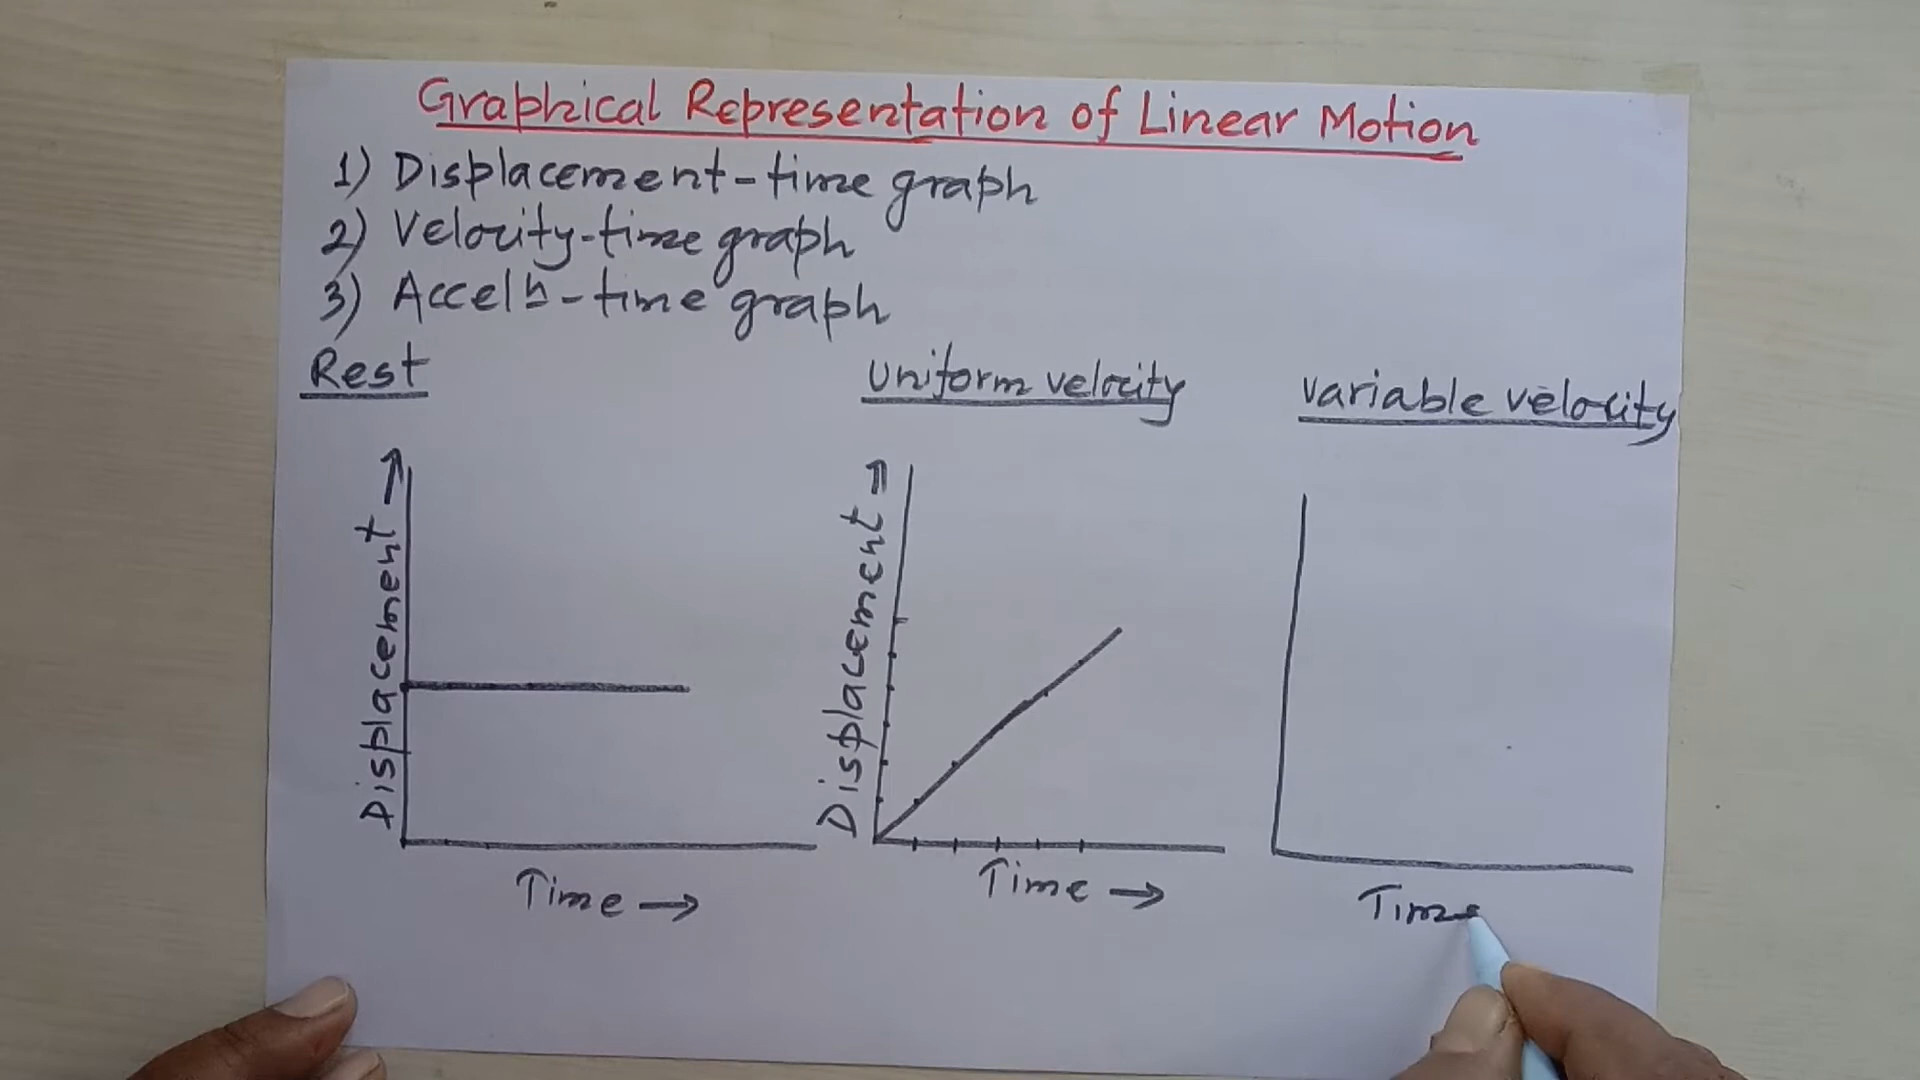 Graphical Representation of Linear Motion
1) Displacement-time graph
2) Velocity-time graph
3) Acceln-time graph
Rest
Uniform velocity
variable velocity
Displacement →
Time →
Displacement →
Time →
Time